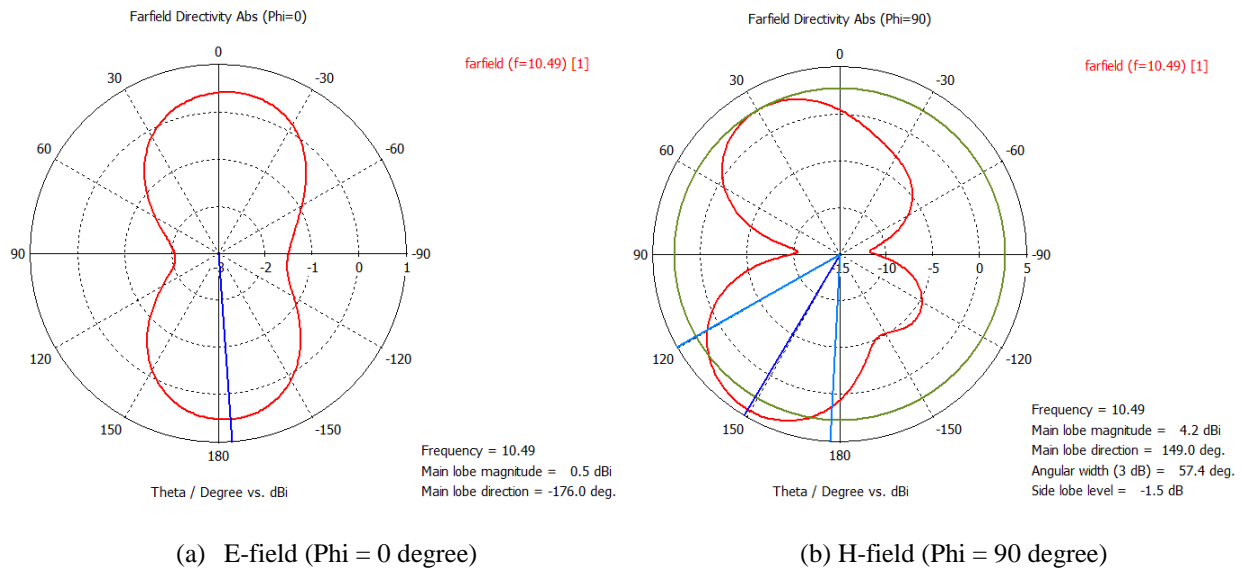 Farfield Directivity Abs (Phi=0)
farfield (f=10.49) [1]
0
30
-30
60
-60
90
-90
-3
-2
-1
0
1
120
-120
150
-150
180
Frequency = 10.49
Main lobe magnitude = 0.5 dBi
Main lobe direction = -176.0 deg.
Theta / Degree vs. dBi
(a) E-field (Phi = 0 degree)
Farfield Directivity Abs (Phi=90)
farfield (f=10.49) [1]
0
30
-30
60
-60
90
-90
-15
-10
-5
0
5
120
-120
150
-150
180
Frequency = 10.49
Main lobe magnitude = 4.2 dBi
Main lobe direction = 149.0 deg.
Angular width (3 dB) = 57.4 deg.
Side lobe level = -1.5 dB
Theta / Degree vs. dBi
(b) H-field (Phi = 90 degree)